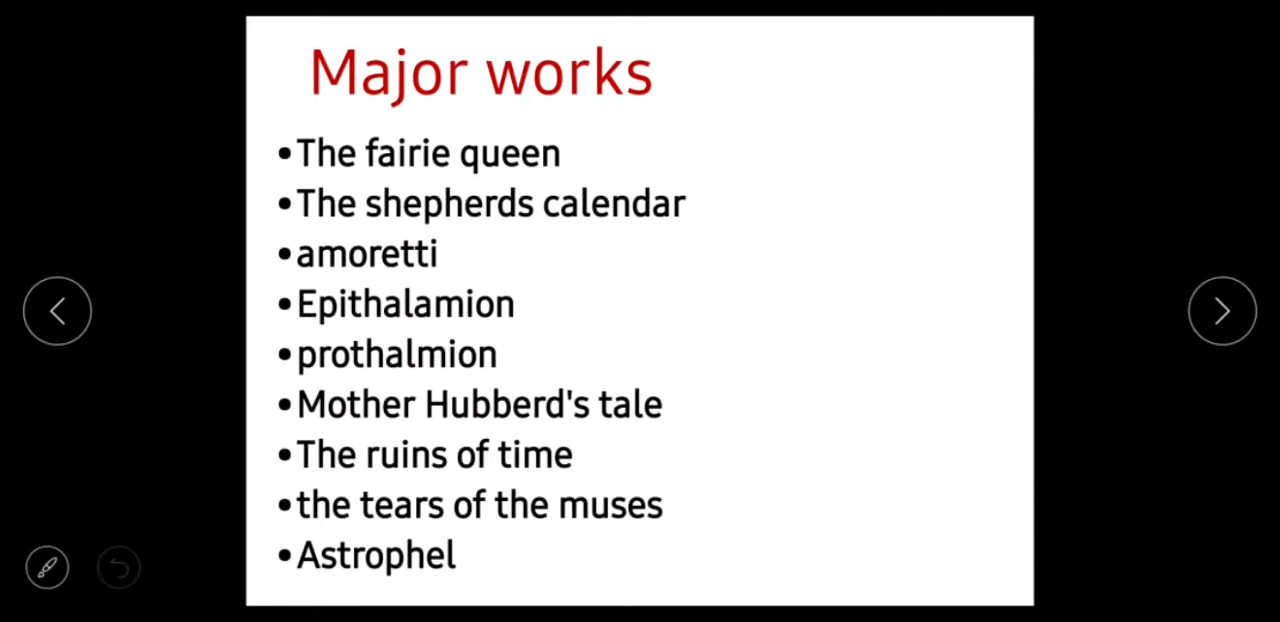 Major works
•The fairie queen
•The shepherds calendar
•amoretti
•Epithalamion
•prothalmion
•Mother Hubberd's tale
•The ruins of time
•the tears of the muses
•Astrophel